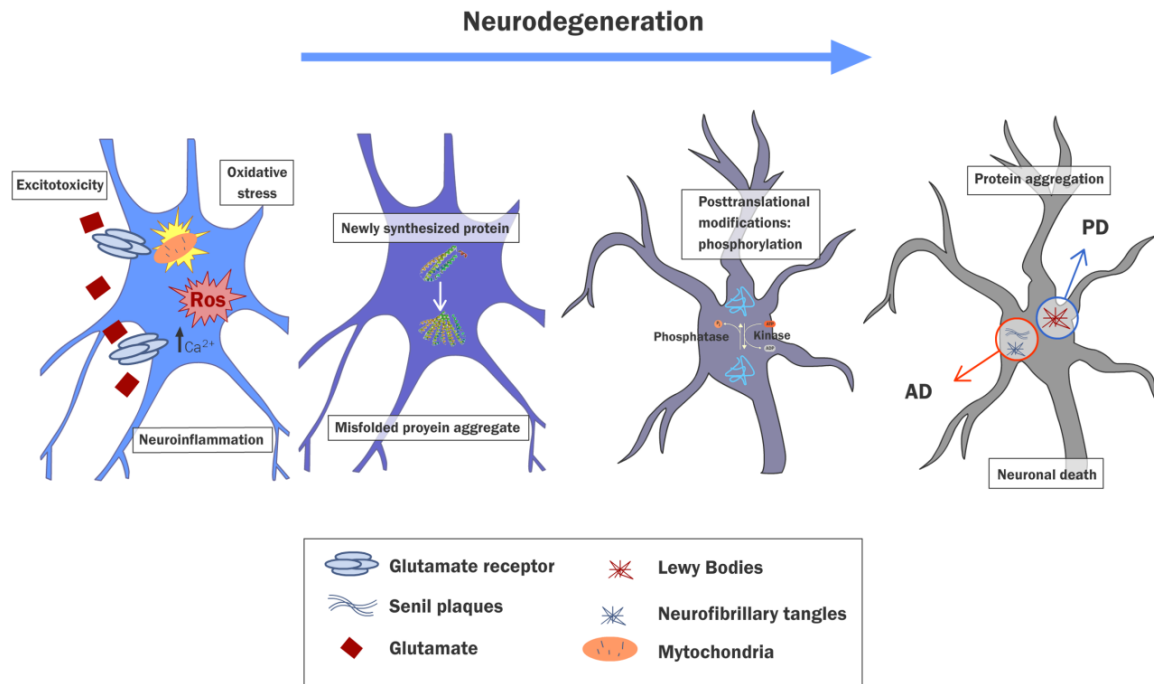 Neurodegeneration
Excitotoxicity
Oxidative
stress
Ros
Ca²⁺
Neuroinflammation
Newly synthesized protein
Misfolded proyein aggregate
Posttranslational
modifications:
phosphorylation
Phosphatase
Kinase
Protein aggregation
PD
AD
Neuronal death
Glutamate receptor
Senil plaques
Glutamate
Lewy Bodies
Neurofibrillary tangles
Mytochondria